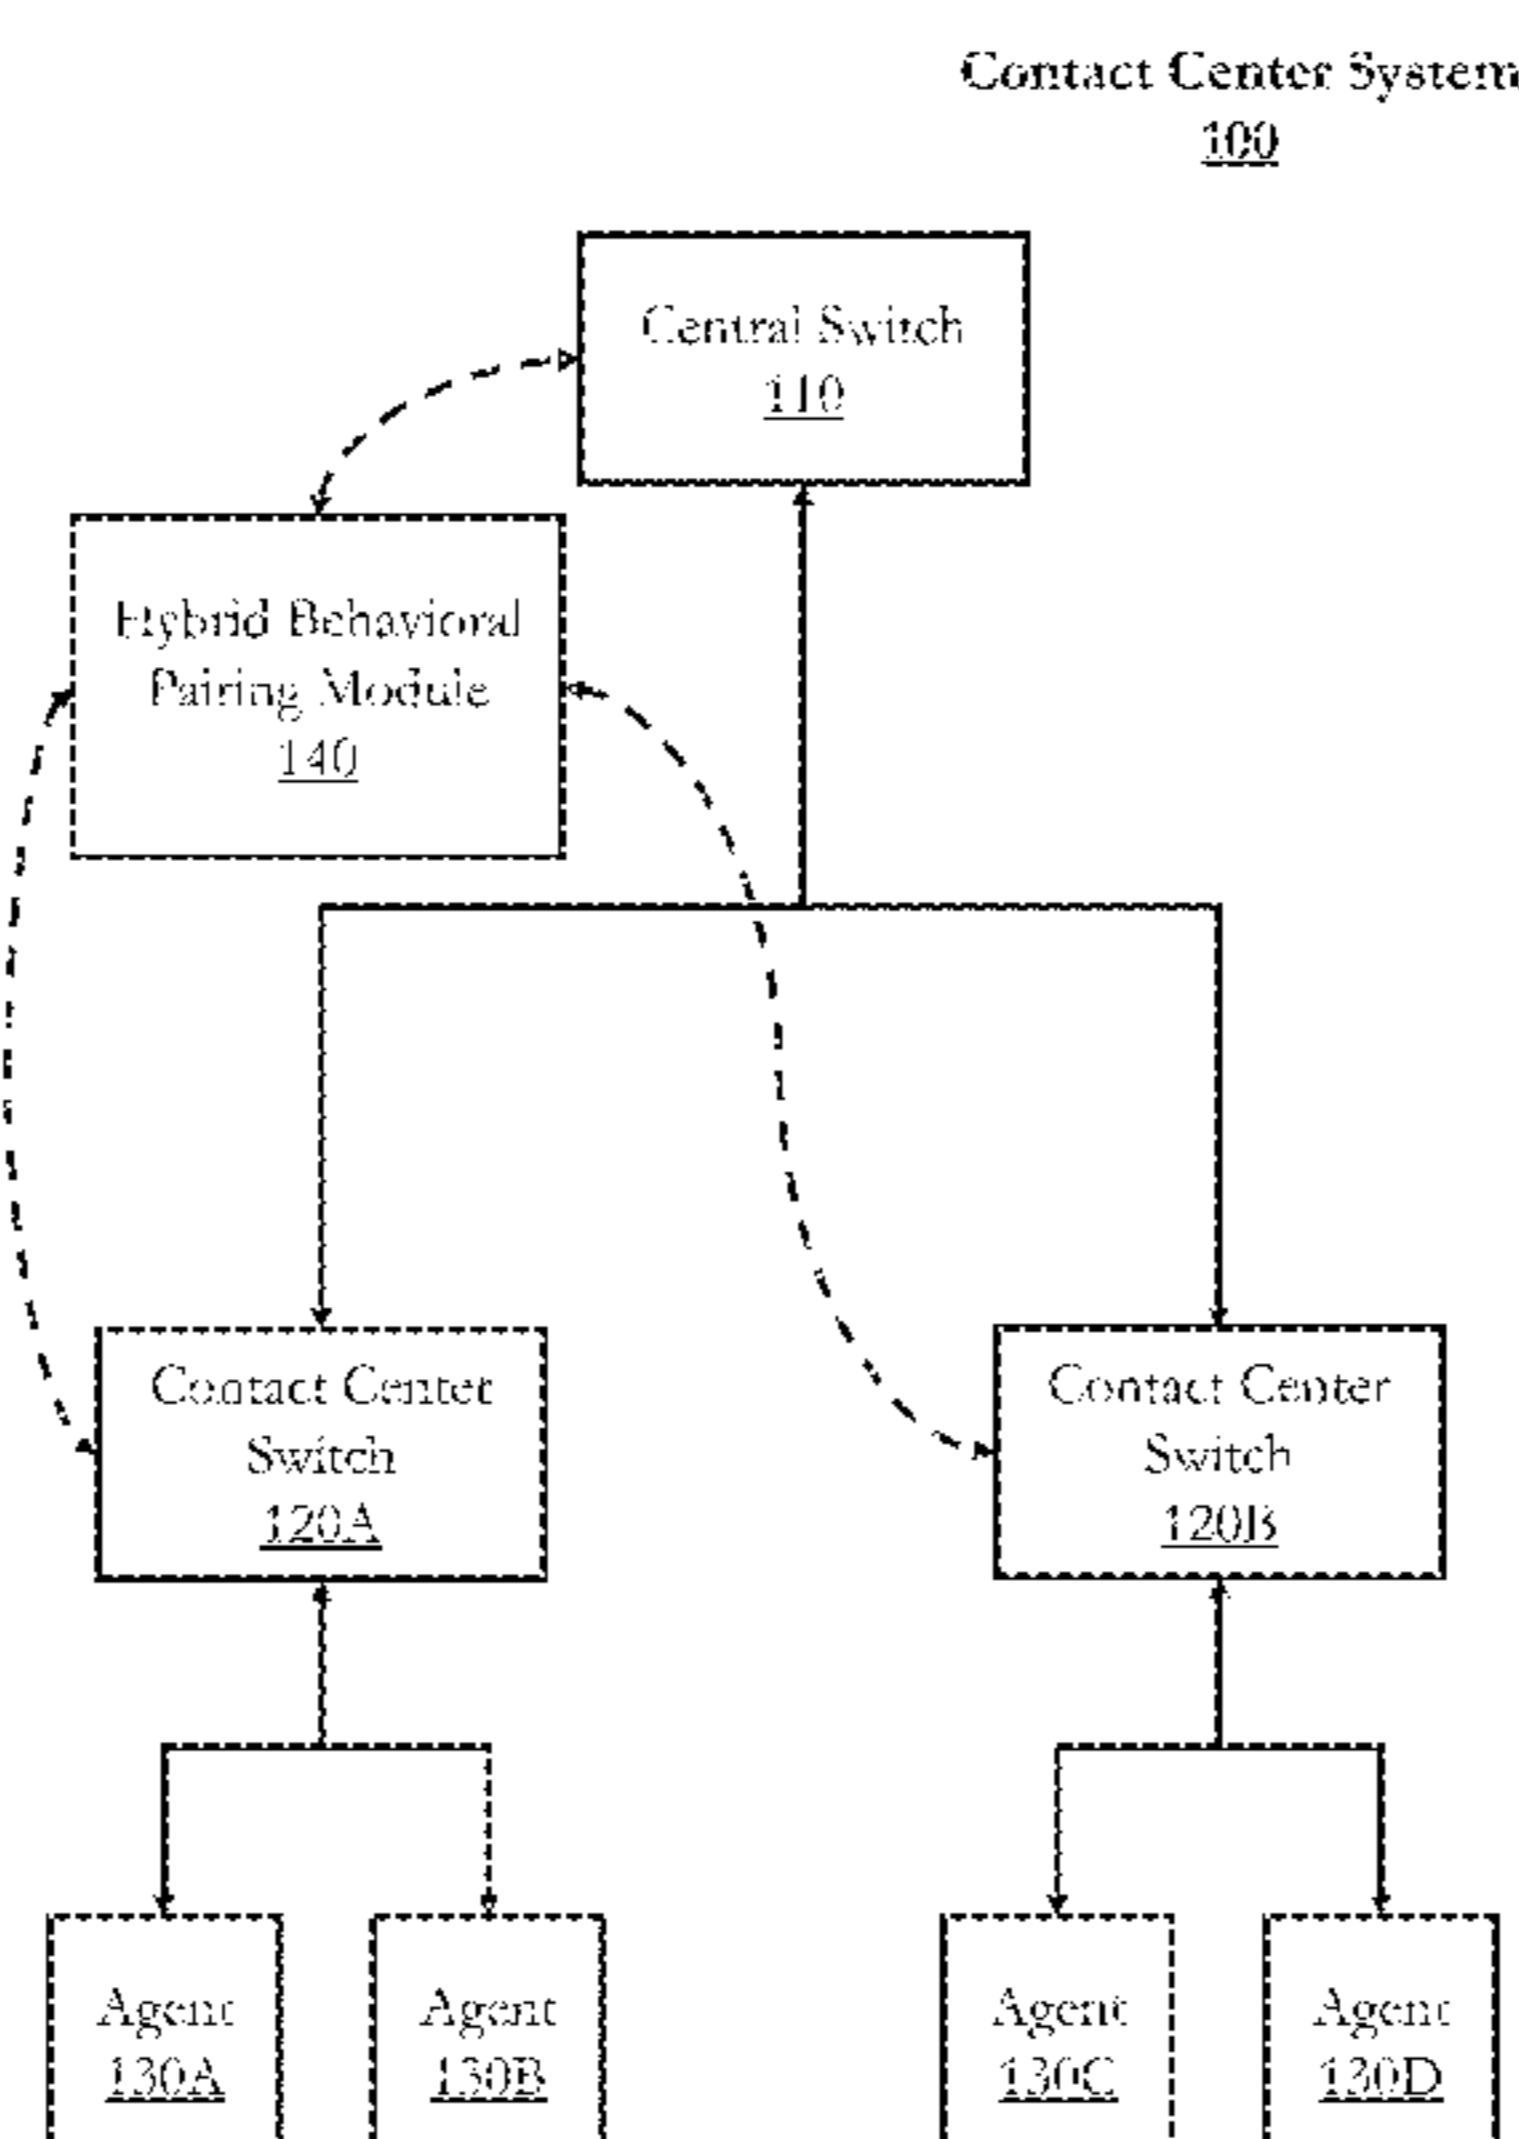 Contact Center System
100
Central Switch
110
Hybrid Behavioral
Pairing Module
140
Contact Center
Switch
120A
Contact Center
Switch
120B
Agent
130A
Agent
130B
Agent
130C
Agent
130D